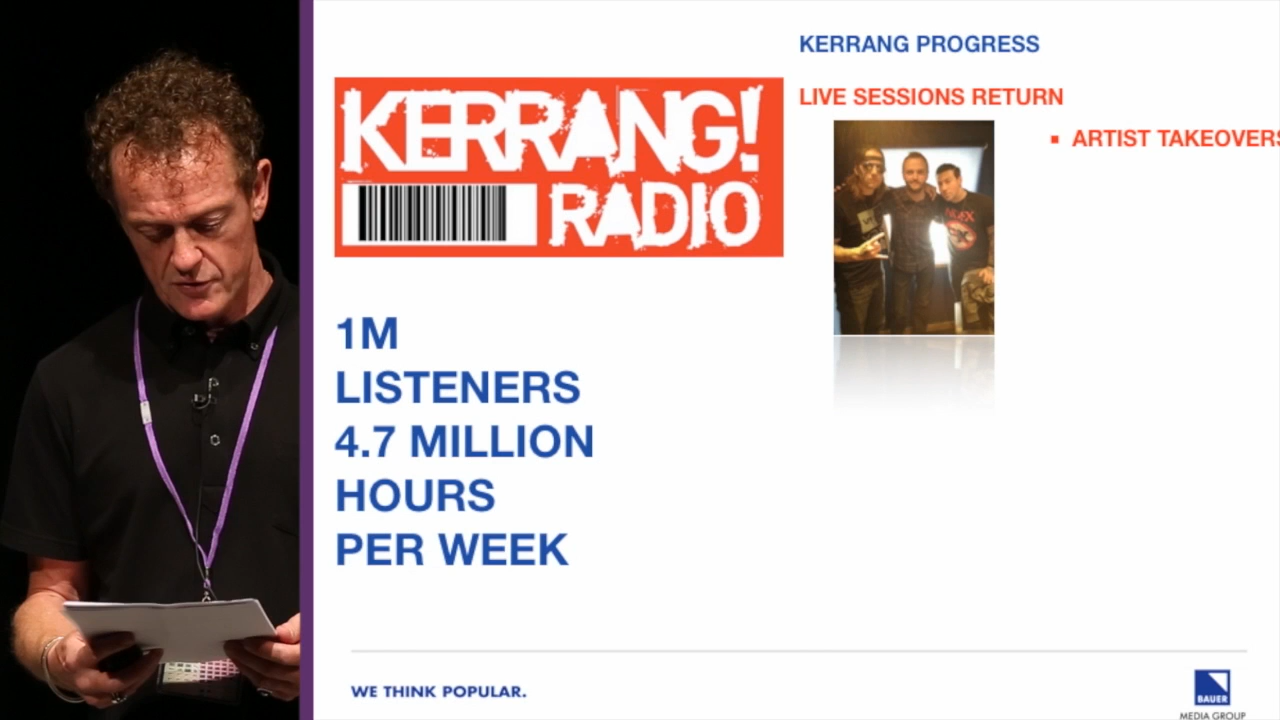 KERRANG PROGRESS
KERRANG!
RADIO
LIVE SESSIONS RETURN
▪ ARTIST TAKEOVERS
1M
LISTENERS
4.7 MILLION
HOURS
PER WEEK
WE THINK POPULAR.
BAUER
MEDIA GROUP